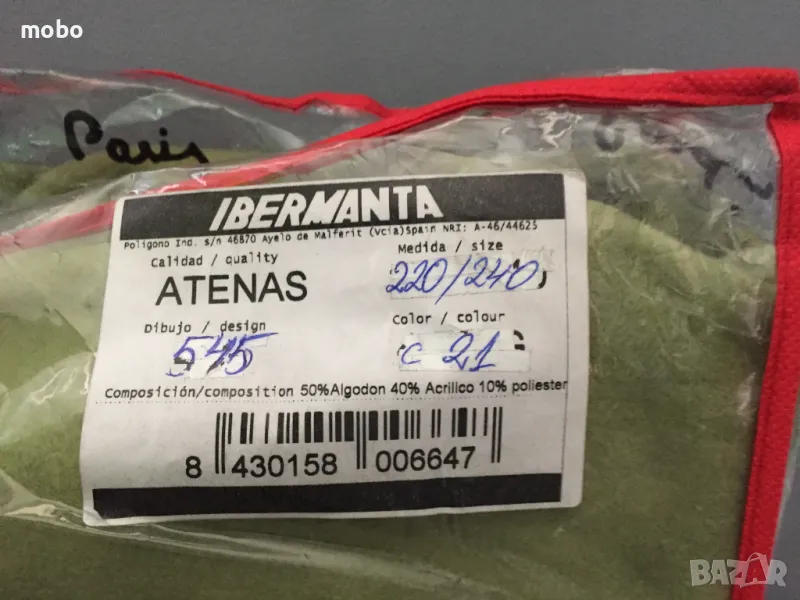 mobo
Paris
IBERMANTA
Poligono Ind. s/n 46870 Ayelo de Malferit (Vcia)Spain NRI: A-46/44625
Calidad / quality
Medida / size
ATENAS
220/240
Dibujo / design
Color / colour
545
c 21
Composición/composition 50%Algodon 40% Acrilico 10% poliester
8 430158 006647
BAZAR